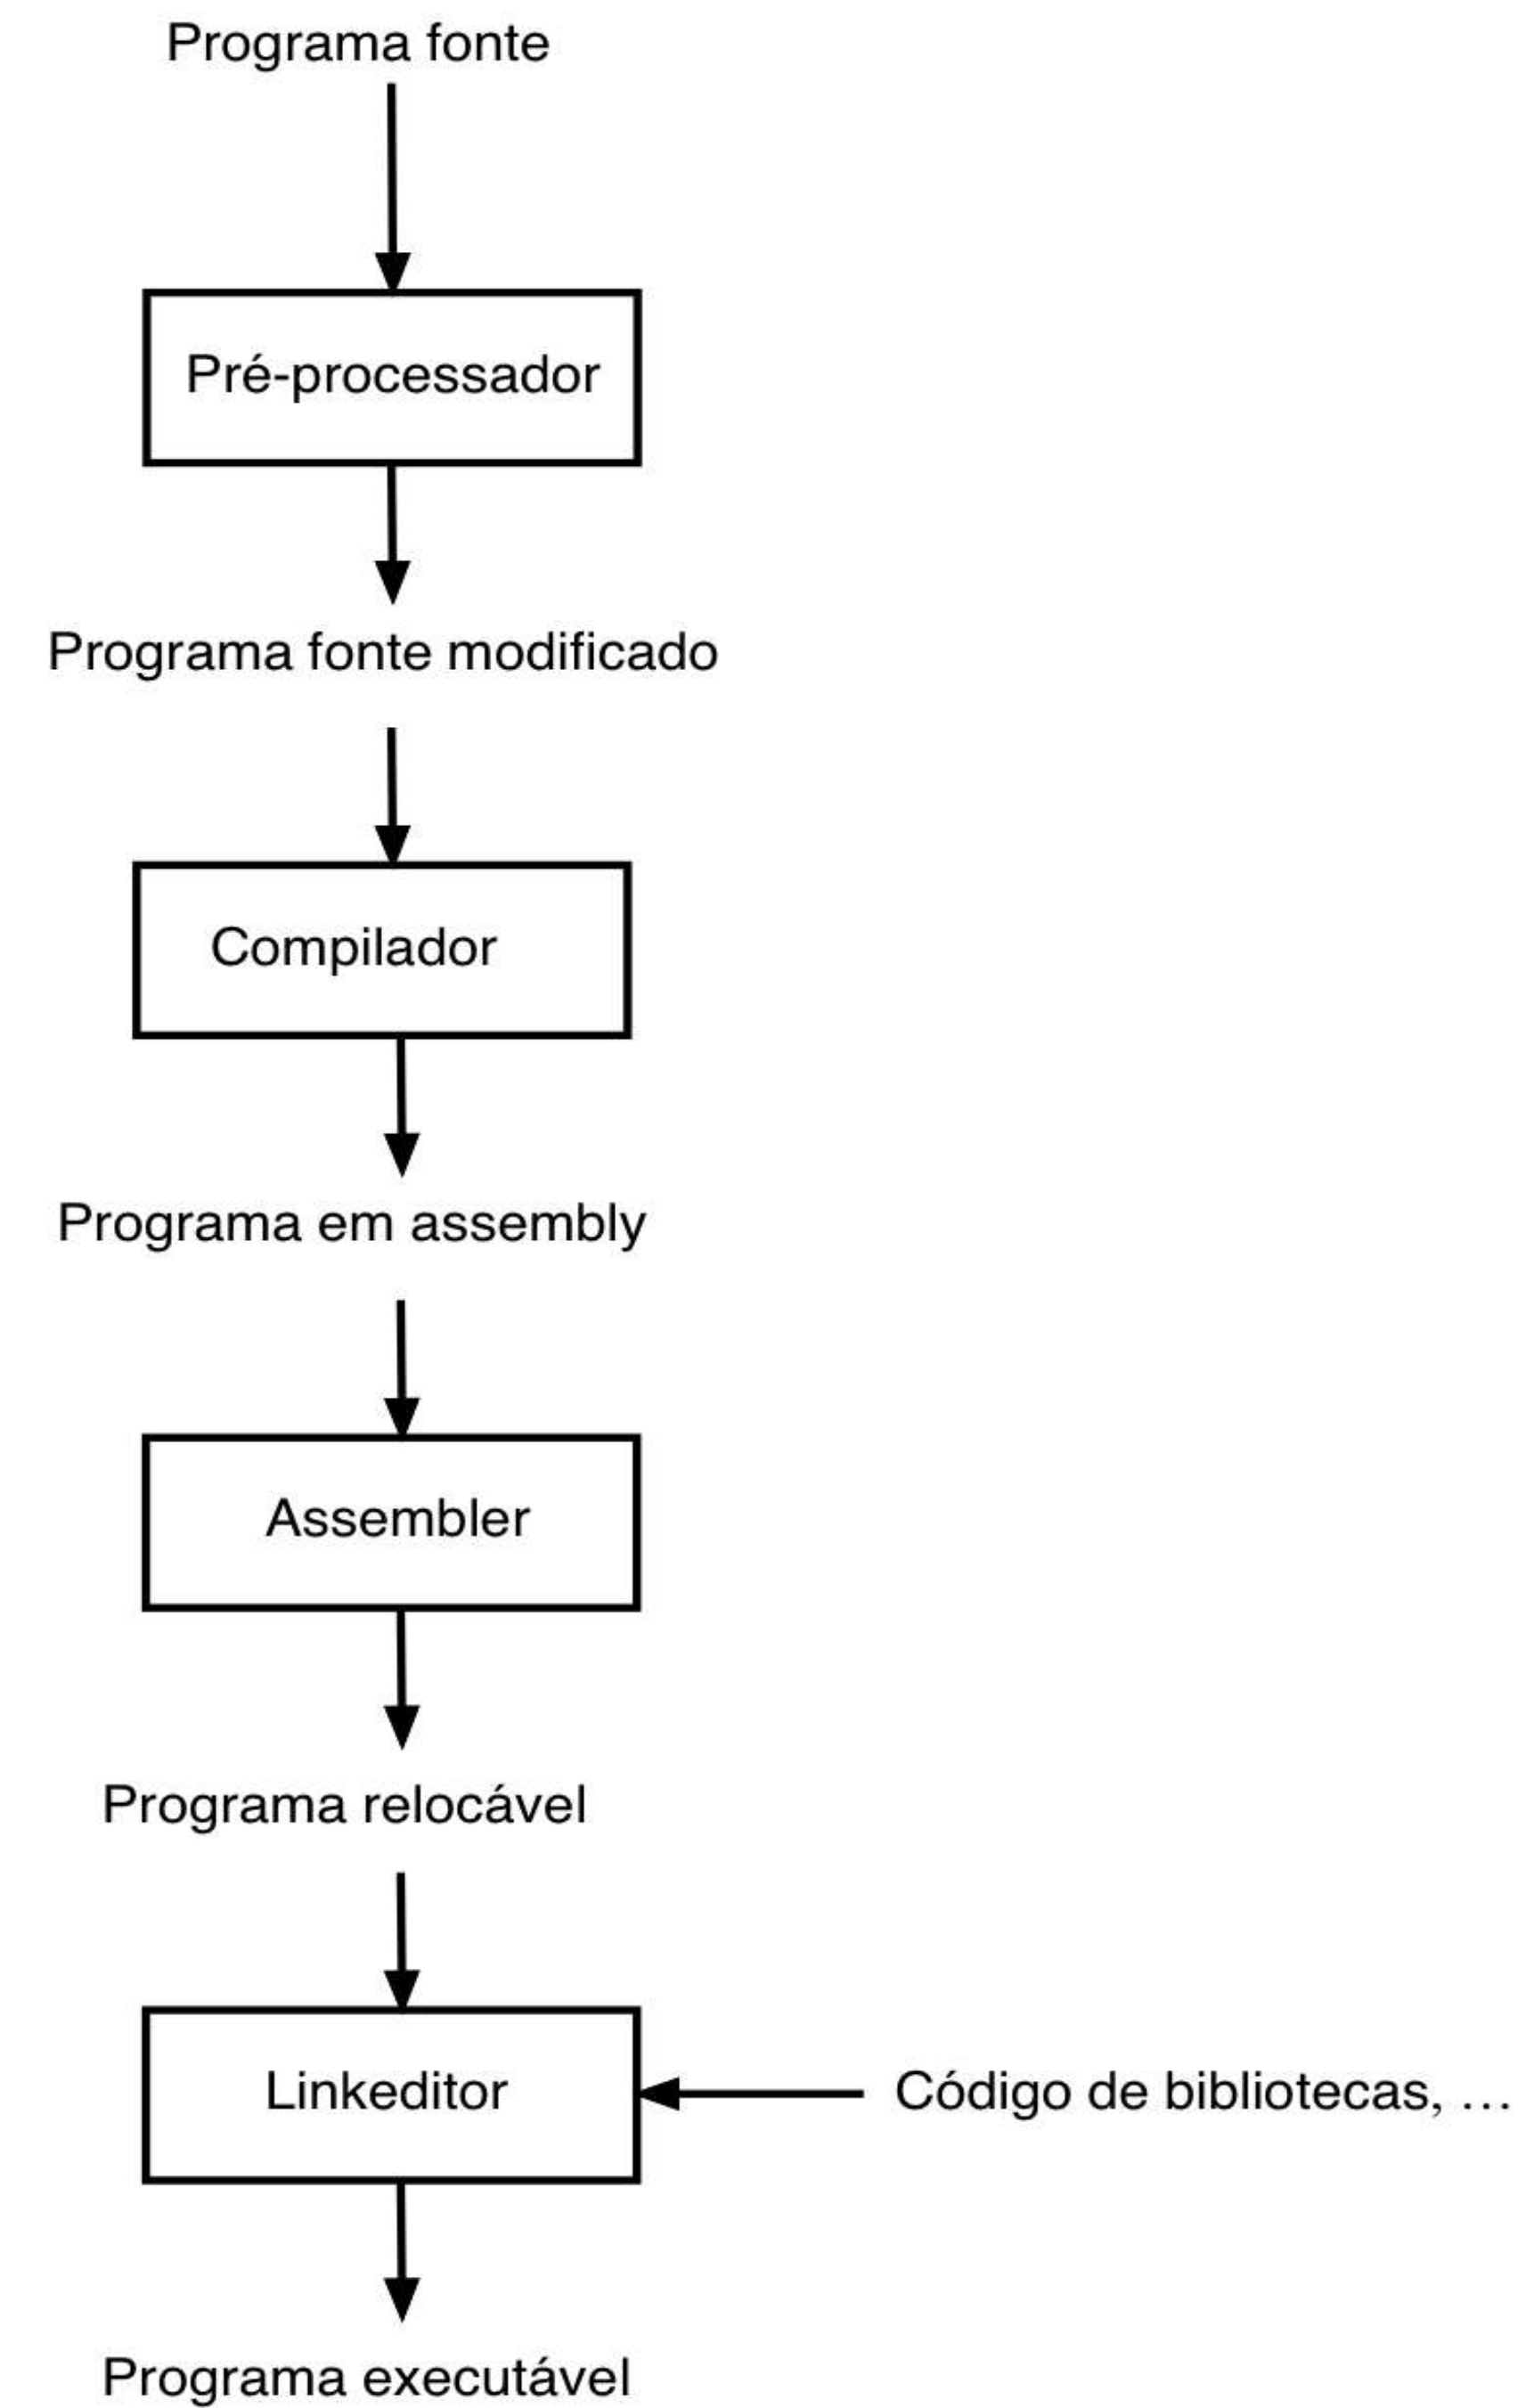 Programa fonte
Pré-processador
Programa fonte modificado
Compilador
Programa em assembly
Assembler
Programa relocável
Linkeditor
Código de bibliotecas, …
Programa executável